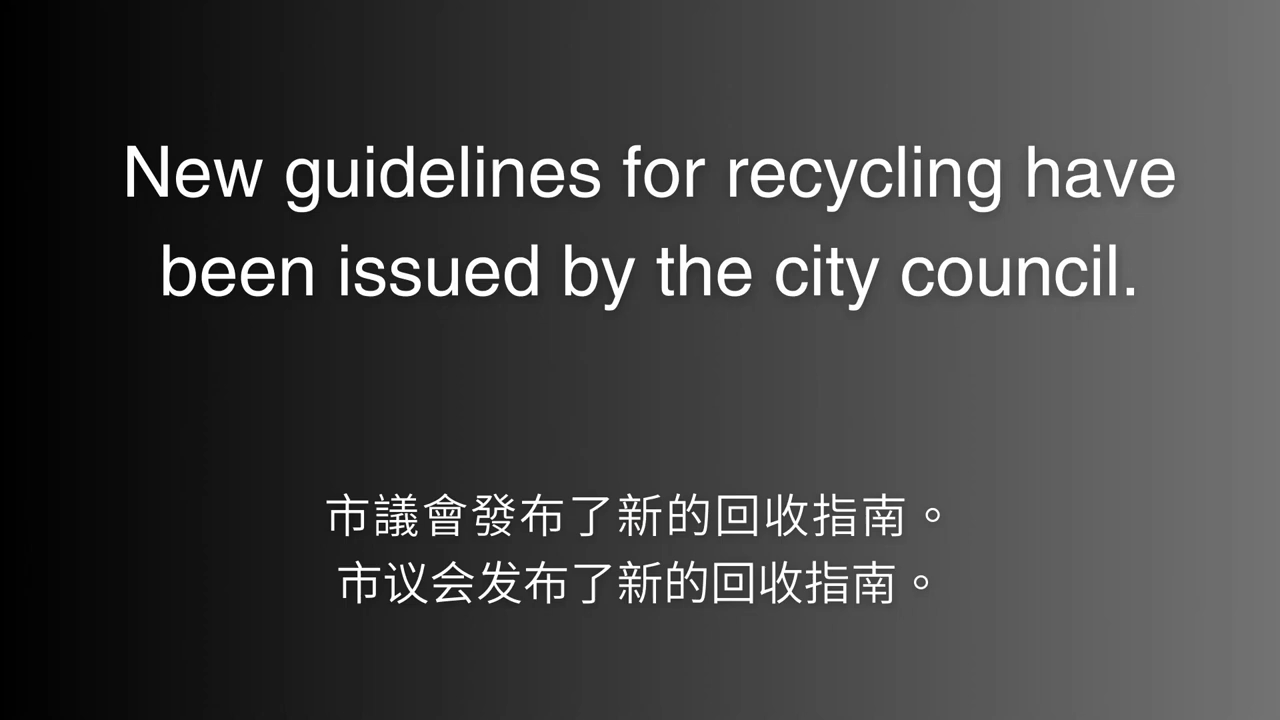 New guidelines for recycling have
been issued by the city council.
市議會發布了新的回收指南。
市议会发布了新的回收指南。